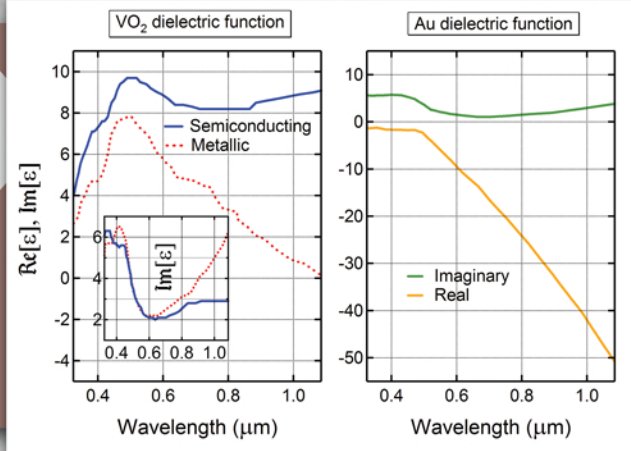 VO₂ dielectric function
Au dielectric function
10
8
6
4
2
0
-2
-4
Re[ε], Im[ε]
Semiconducting
Metallic
6
4
2
Im[ε]
0.4 0.6 0.8 1.0
0.4 0.6 0.8 1.0
Wavelength (μm)
10
0
-10
-20
-30
-40
-50
Imaginary
Real
0.4 0.6 0.8 1.0
Wavelength (μm)